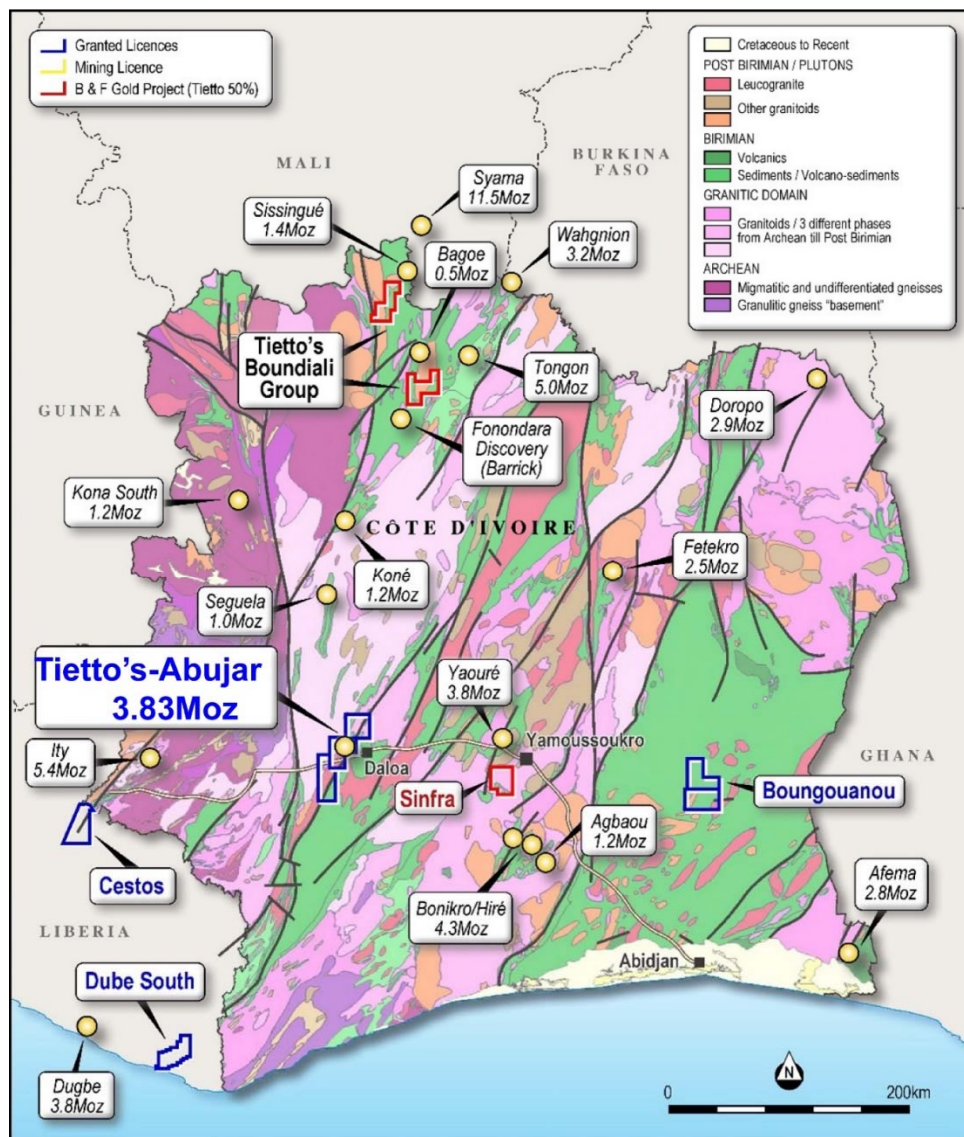 Granted Licences
Mining Licence
B & F Gold Project (Tietto 50%)
Cretaceous to Recent
POST BIRIMIAN / PLUTONS
Leucogranite
Other granitoids
BIRIMIAN
Volcanics
Sediments / Volcano-sediments
GRANITIC DOMAIN
Granitoids / 3 different phases
from Archean till Post Birimian
ARCHEAN
Migmatitic and undifferentiated gneisses
Granulitic gneiss “basement”
MALI
BURKINA
FASO
Syama
11.5Moz
Sissingué
1.4Moz
Bagoe
0.5Moz
Wahgnion
3.2Moz
Tietto’s
Boundiali
Group
Tongon
5.0Moz
Doropo
2.9Moz
GUINEA
Fonondara
Discovery
(Barrick)
Kona South
1.2Moz
CÔTE D'IVOIRE
Koné
1.2Moz
Fetekro
2.5Moz
Seguela
1.0Moz
Tietto’s-Abujar
3.83Moz
Yaouré
3.8Moz
Ity
5.4Moz
Daloa
Yamoussoukro
GHANA
Sinfra
Boungouanou
Agbaou
1.2Moz
Cestos
Bonikro/Hiré
4.3Moz
Afema
2.8Moz
LIBERIA
Abidjan
Dube South
Dugbe
3.8Moz
N
0 200km